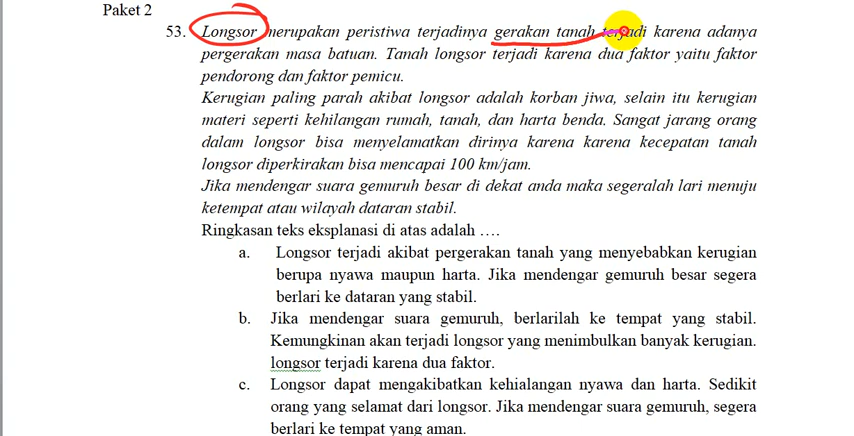 Paket 2
53. Longsor merupakan peristiwa terjadinya gerakan tanah terjadi karena adanya
pergerakan masa batuan. Tanah longsor terjadi karena dua faktor yaitu faktor
pendorong dan faktor pemicu.
Kerugian paling parah akibat longsor adalah korban jiwa, selain itu kerugian
materi seperti kehilangan rumah, tanah, dan harta benda. Sangat jarang orang
dalam longsor bisa menyelamatkan dirinya karena karena kecepatan tanah
longsor diperkirakan bisa mencapai 100 km/jam.
Jika mendengar suara gemuruh besar di dekat anda maka segeralah lari menuju
ketempat atau wilayah dataran stabil.
Ringkasan teks eksplanasi di atas adalah ….
a. Longsor terjadi akibat pergerakan tanah yang menyebabkan kerugian
berupa nyawa maupun harta. Jika mendengar gemuruh besar segera
berlari ke dataran yang stabil.
b. Jika mendengar suara gemuruh, berlarilah ke tempat yang stabil.
Kemungkinan akan terjadi longsor yang menimbulkan banyak kerugian.
longsor terjadi karena dua faktor.
c. Longsor dapat mengakibatkan kehialangan nyawa dan harta. Sedikit
orang yang selamat dari longsor. Jika mendengar suara gemuruh, segera
berlari ke tempat yang aman.